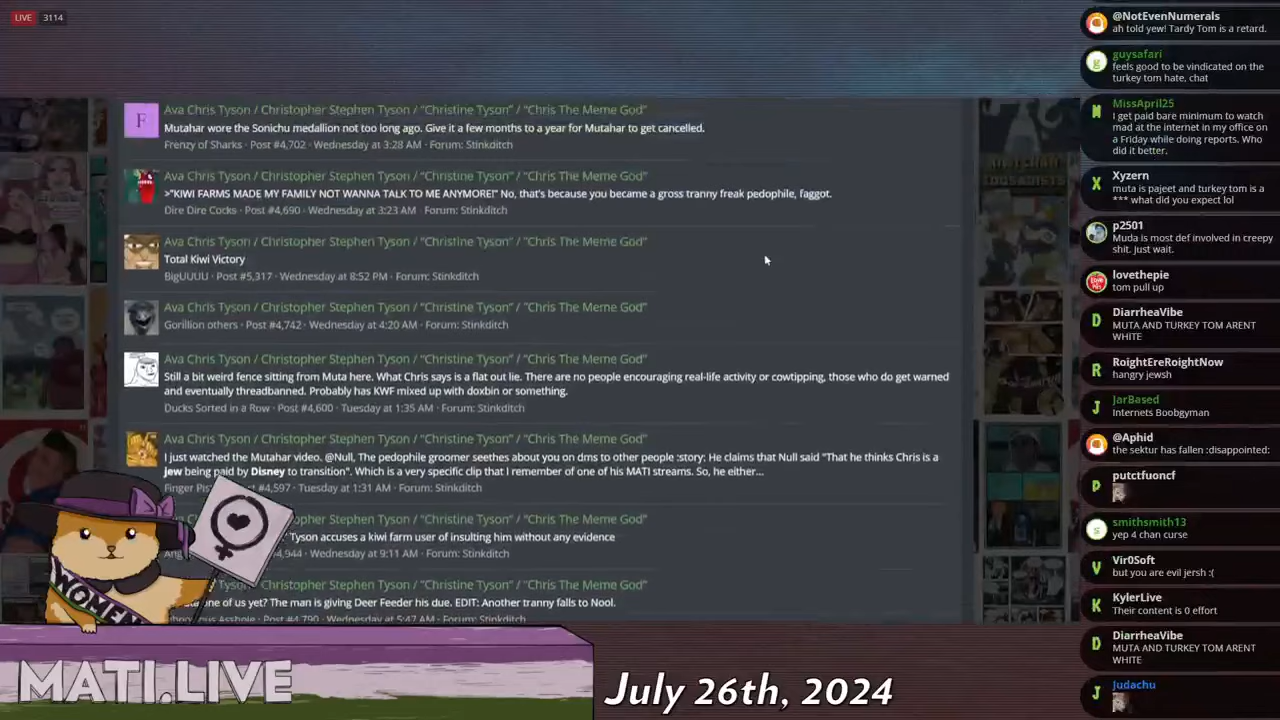 LIVE 3114
Ava Chris Tyson / Christopher Stephen Tyson / "Christine Tyson" / "Chris The Meme God"
F
Mutahar wore the Sonichu medallion not too long ago. Give it a few months to a year for Mutahar to get cancelled.
Frenzy of Sharks · Post #4,702 · Wednesday at 3:28 AM · Forum: Stinkditch
Ava Chris Tyson / Christopher Stephen Tyson / "Christine Tyson" / "Chris The Meme God"
>"KIWI FARMS MADE MY FAMILY NOT WANNA TALK TO ME ANYMORE!" No, that's because you became a gross tranny freak pedophile, faggot.
Dire Dire Cocks · Post #4,690 · Wednesday at 3:23 AM · Forum: Stinkditch
Ava Chris Tyson / Christopher Stephen Tyson / "Christine Tyson" / "Chris The Meme God"
Total Kiwi Victory
BigUUUU · Post #5,317 · Wednesday at 8:52 PM · Forum: Stinkditch
Ava Chris Tyson / Christopher Stephen Tyson / "Christine Tyson" / "Chris The Meme God"
Gorillion others · Post #4,742 · Wednesday at 4:20 AM · Forum: Stinkditch
Ava Chris Tyson / Christopher Stephen Tyson / "Christine Tyson" / "Chris The Meme God"
Still a bit weird fence sitting from Muta here. What Chris says is a flat out lie. There are no people encouraging real-life activity or cowtipping, those who do get warned
and eventually threadbanned. Probably has KWF mixed up with doxbin or something.
Ducks Sorted in a Row · Post #4,600 · Tuesday at 1:35 AM · Forum: Stinkditch
Ava Chris Tyson / Christopher Stephen Tyson / "Christine Tyson" / "Chris The Meme God"
I just watched the Mutahar video. @Null, The pedophile groomer seethes about you on dms to other people :story: He claims that Null said "That he thinks Chris is a
jew being paid by Disney to transition". Which is a very specific clip that I remember of one of his MATI streams. So, he either...
Finger #4,597 · Tuesday at 1:31 AM · Forum: Stinkditch
opher Stephen Tyson / "Christine Tyson" / "Chris The Meme God"
Tyson accuses a kiwi farm user of insulting him without any evidence
4,944 · Wednesday at 9:11 AM · Forum: Stinkditch
Tyson / Christopher Stephen Tyson / "Christine Tyson" / "Chris The Meme God"
one of us yet? The man is giving Deer Feeder his due. EDIT: Another tranny falls to Nool.
Asshole · Post #4,790 · Wednesday at 5:47 AM · Forum: Stinkditch
WOMEN
MATI.LIVE
July 26th, 2024
@NotEvenNumerals
ah told yew! Tardy Tom is a retard.
g
guysafari
feels good to be vindicated on the
turkey tom hate, chat
MissApril25
I get paid bare minimum to watch
mad at the internet in my office on
a Friday while doing reports. Who
did it better.
X
Xyzern
muta is pajeet and turkey tom is a
*** what did you expect lol
p2501
Muda is most def involved in creepy
shit. Just wait.
lovethepie
tom pull up
D
DiarrheaVibe
MUTA AND TURKEY TOM ARENT
WHITE
R
RoightEreRoightNow
hangry jewsh
J
JarBased
Internets Boobgyman
@Aphid
the sektur has fallen :disappointed:
P
putctfuoncf
s
smithsmith13
yep 4 chan curse
V
Vir0Soft
but you are evil jersh :(
K
KylerLive
Their content is 0 effort
D
DiarrheaVibe
MUTA AND TURKEY TOM ARENT
WHITE
J
Judachu